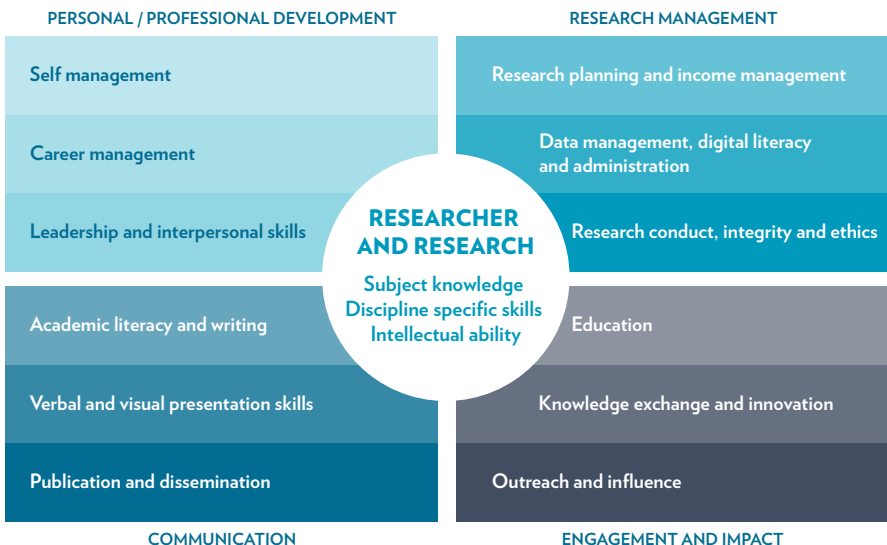 PERSONAL / PROFESSIONAL DEVELOPMENT
Self management
Career management
Leadership and interpersonal skills
RESEARCH MANAGEMENT
Research planning and income management
Data management, digital literacy
and administration
Research conduct, integrity and ethics
RESEARCHER
AND RESEARCH
Subject knowledge
Discipline specific skills
Intellectual ability
Academic literacy and writing
Verbal and visual presentation skills
Publication and dissemination
COMMUNICATION
Education
Knowledge exchange and innovation
Outreach and influence
ENGAGEMENT AND IMPACT